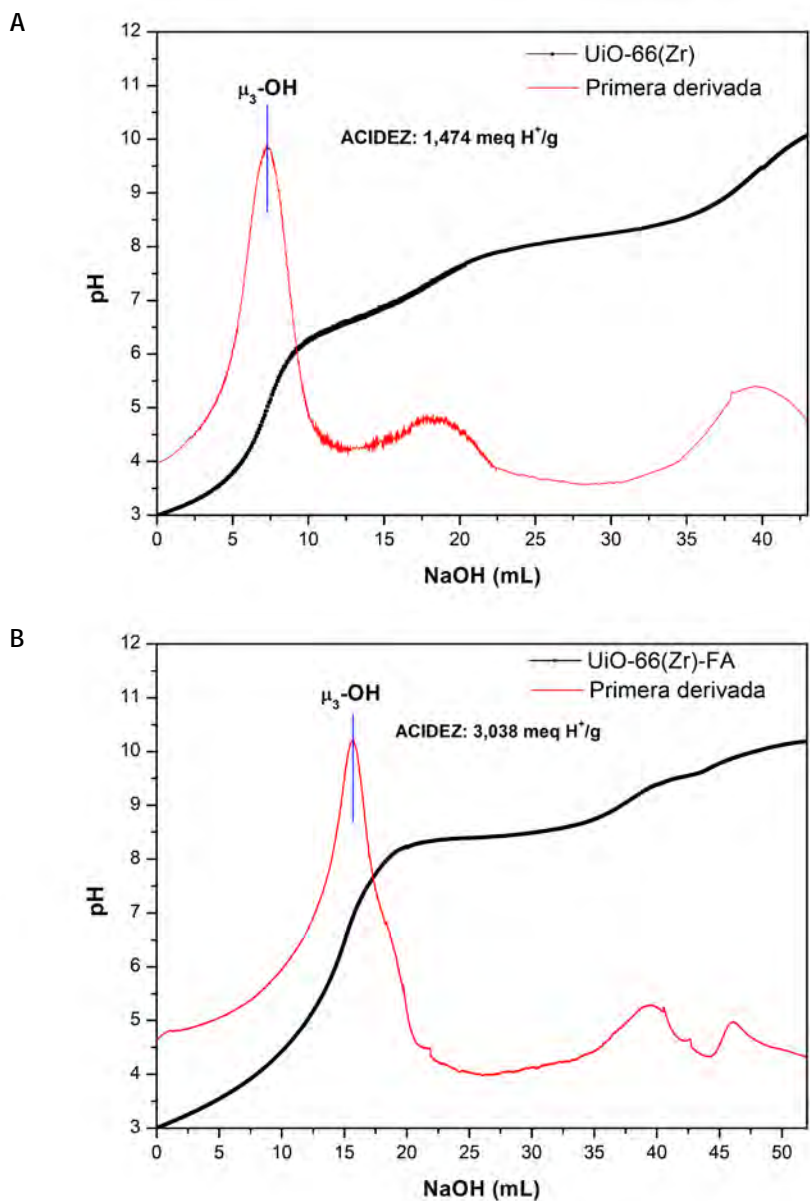 A
12
11
10
9
8
7
6
5
4
3
pH
UiO-66(Zr)
Primera derivada
μ₃-OH
ACIDEZ: 1,474 meq H⁺/g
0 5 10 15 20 25 30 35 40
NaOH (mL)
B
12
11
10
9
8
7
6
5
4
3
pH
UiO-66(Zr)-FA
Primera derivada
μ₃-OH
ACIDEZ: 3,038 meq H⁺/g
0 5 10 15 20 25 30 35 40 45 50
NaOH (mL)